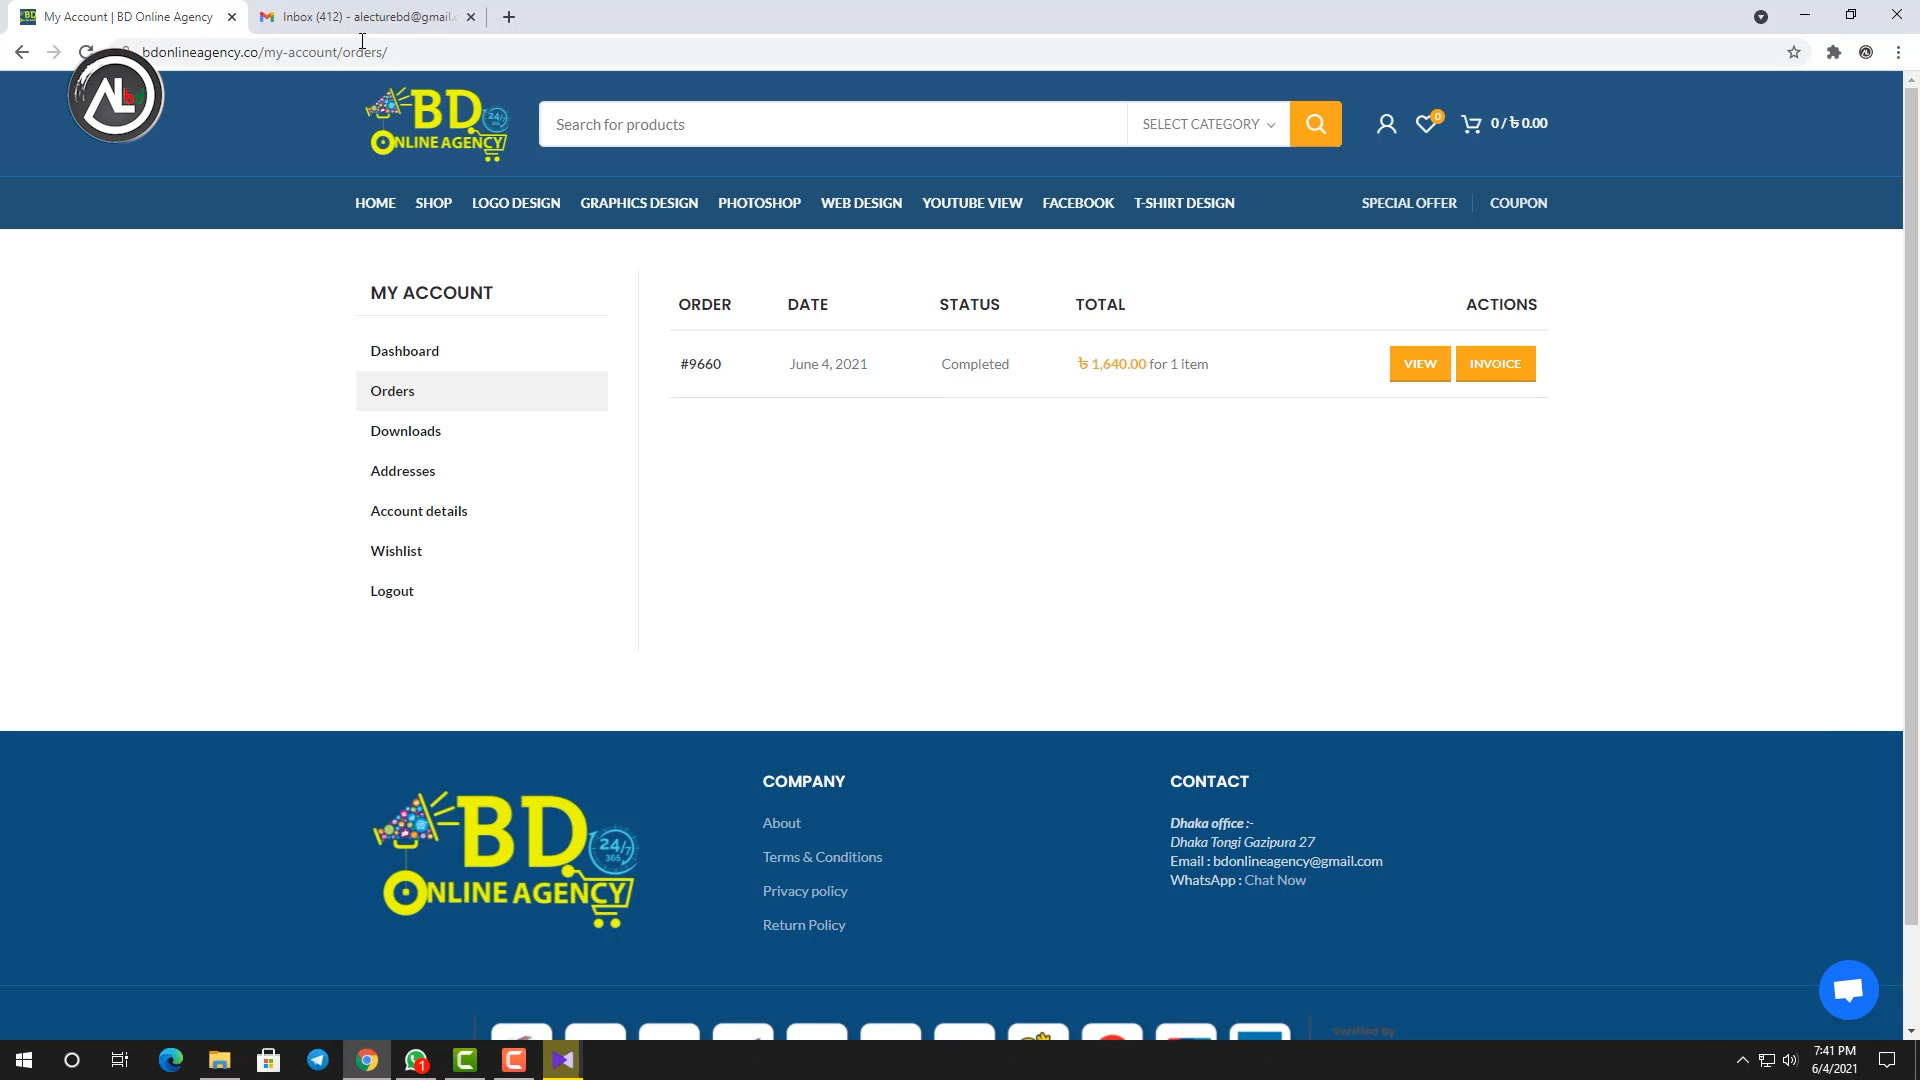 My Account | BD Online Agency
Inbox (412) - alecturebd@gmail.c
bdonlineagency.co/my-account/orders/
ALb
BD
24/7
365
ONLINE AGENCY
Search for products
SELECT CATEGORY
0
0 / ৳ 0.00
HOME SHOP LOGO DESIGN GRAPHICS DESIGN PHOTOSHOP WEB DESIGN YOUTUBE VIEW FACEBOOK T-SHIRT DESIGN SPECIAL OFFER COUPON
MY ACCOUNT
Dashboard
Orders
Downloads
Addresses
Account details
Wishlist
Logout
ORDER DATE STATUS TOTAL ACTIONS
#9660 June 4, 2021 Completed ৳ 1,640.00 for 1 item VIEW INVOICE
BD
24/7
365
ONLINE AGENCY
COMPANY
About
Terms & Conditions
Privacy policy
Return Policy
CONTACT
Dhaka office :-
Dhaka Tongi Gazipura 27
Email : bdonlineagency@gmail.com
WhatsApp : Chat Now
Verified By
1
7:41 PM
6/4/2021